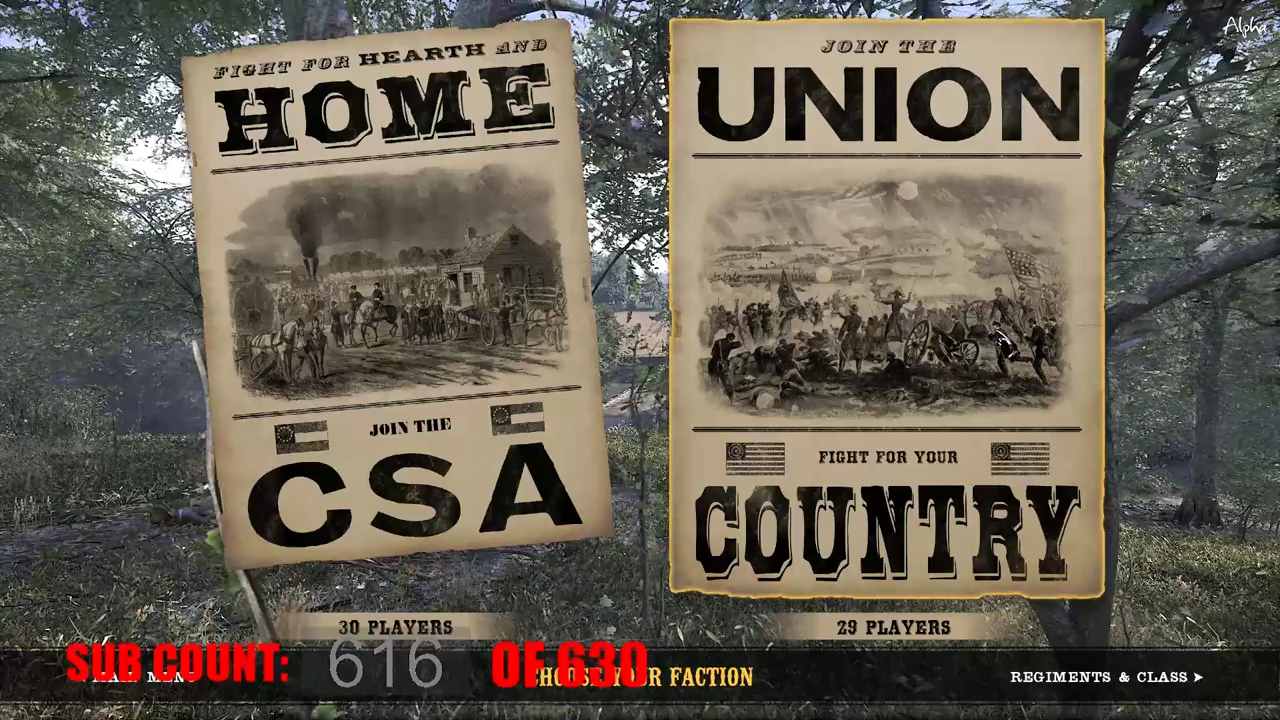 Alpha
FIGHT FOR HEARTH AND
HOME
JOIN THE
CSA
30 PLAYERS
JOIN THE
UNION
FIGHT FOR YOUR
COUNTRY
29 PLAYERS
SUB COUNT: 616 OF 630
FACTION
REGIMENTS & CLASS